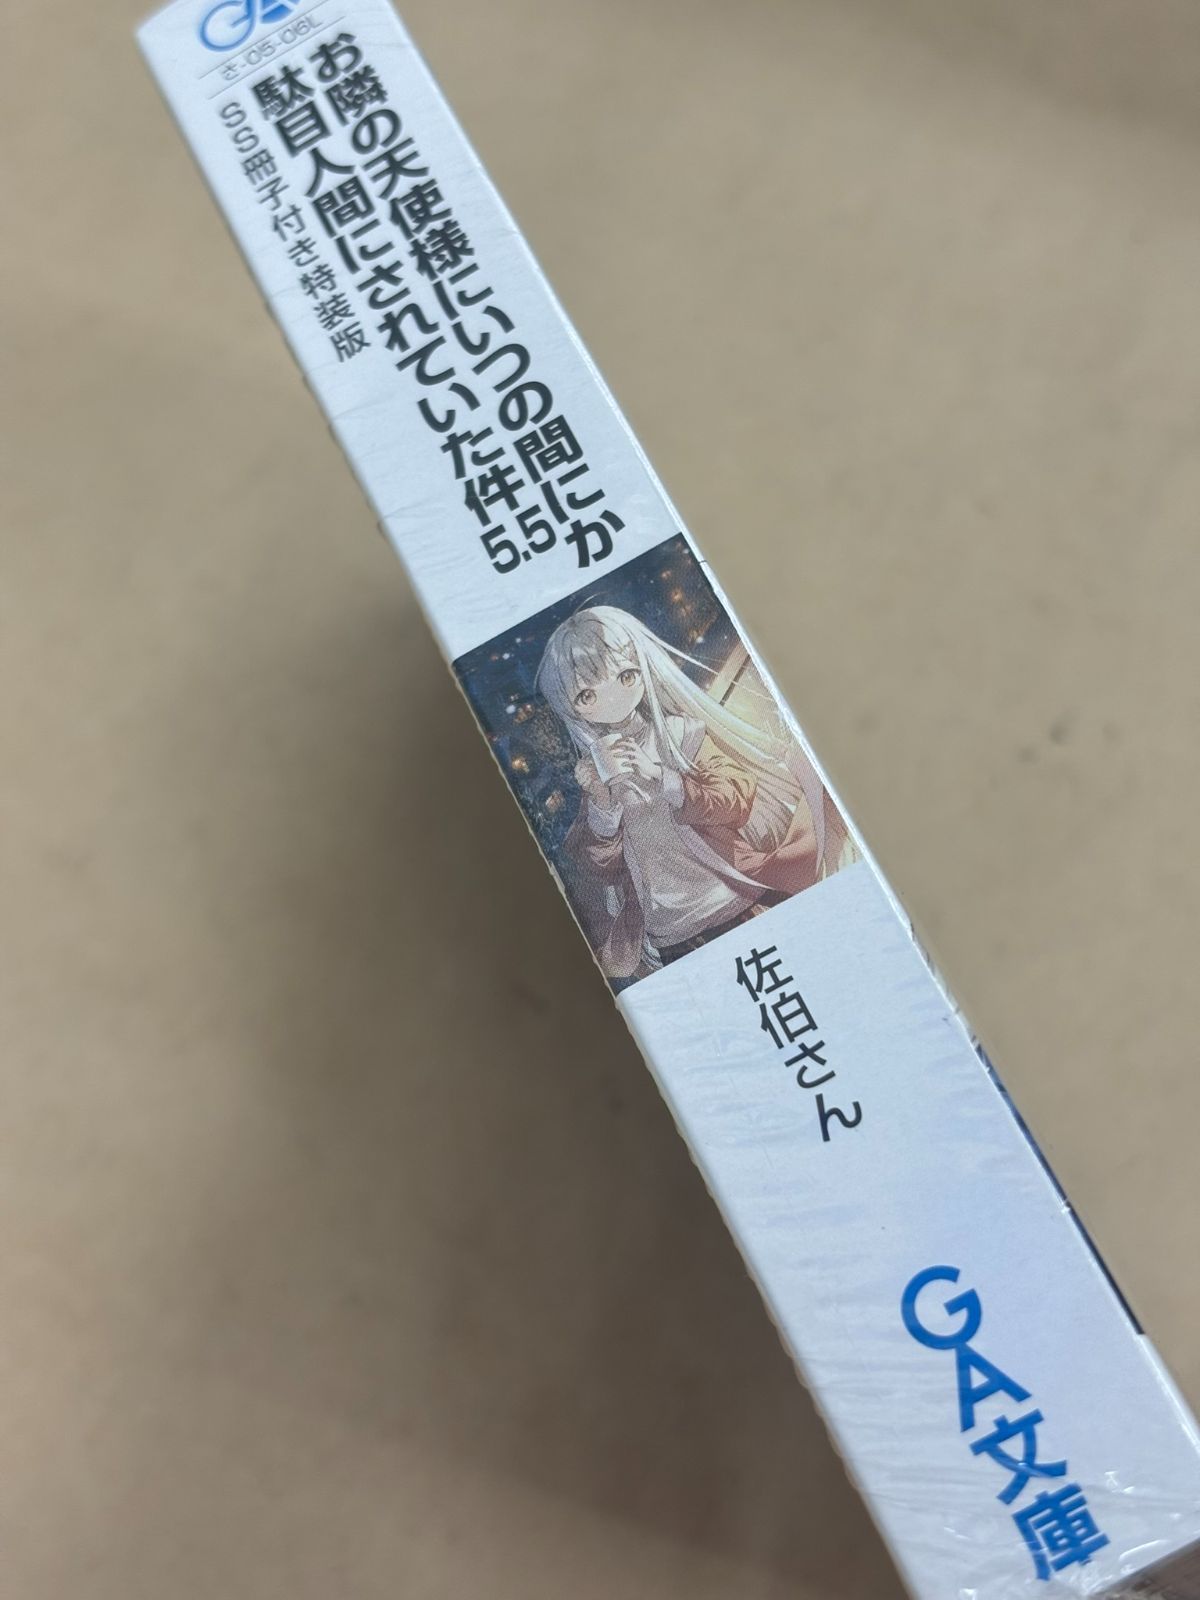 GA
さ-05-06L
お隣の天使様にいつの間にか
駄目人間にされていた件 5.5
SS冊子付き特装版
佐伯さん
GA文庫